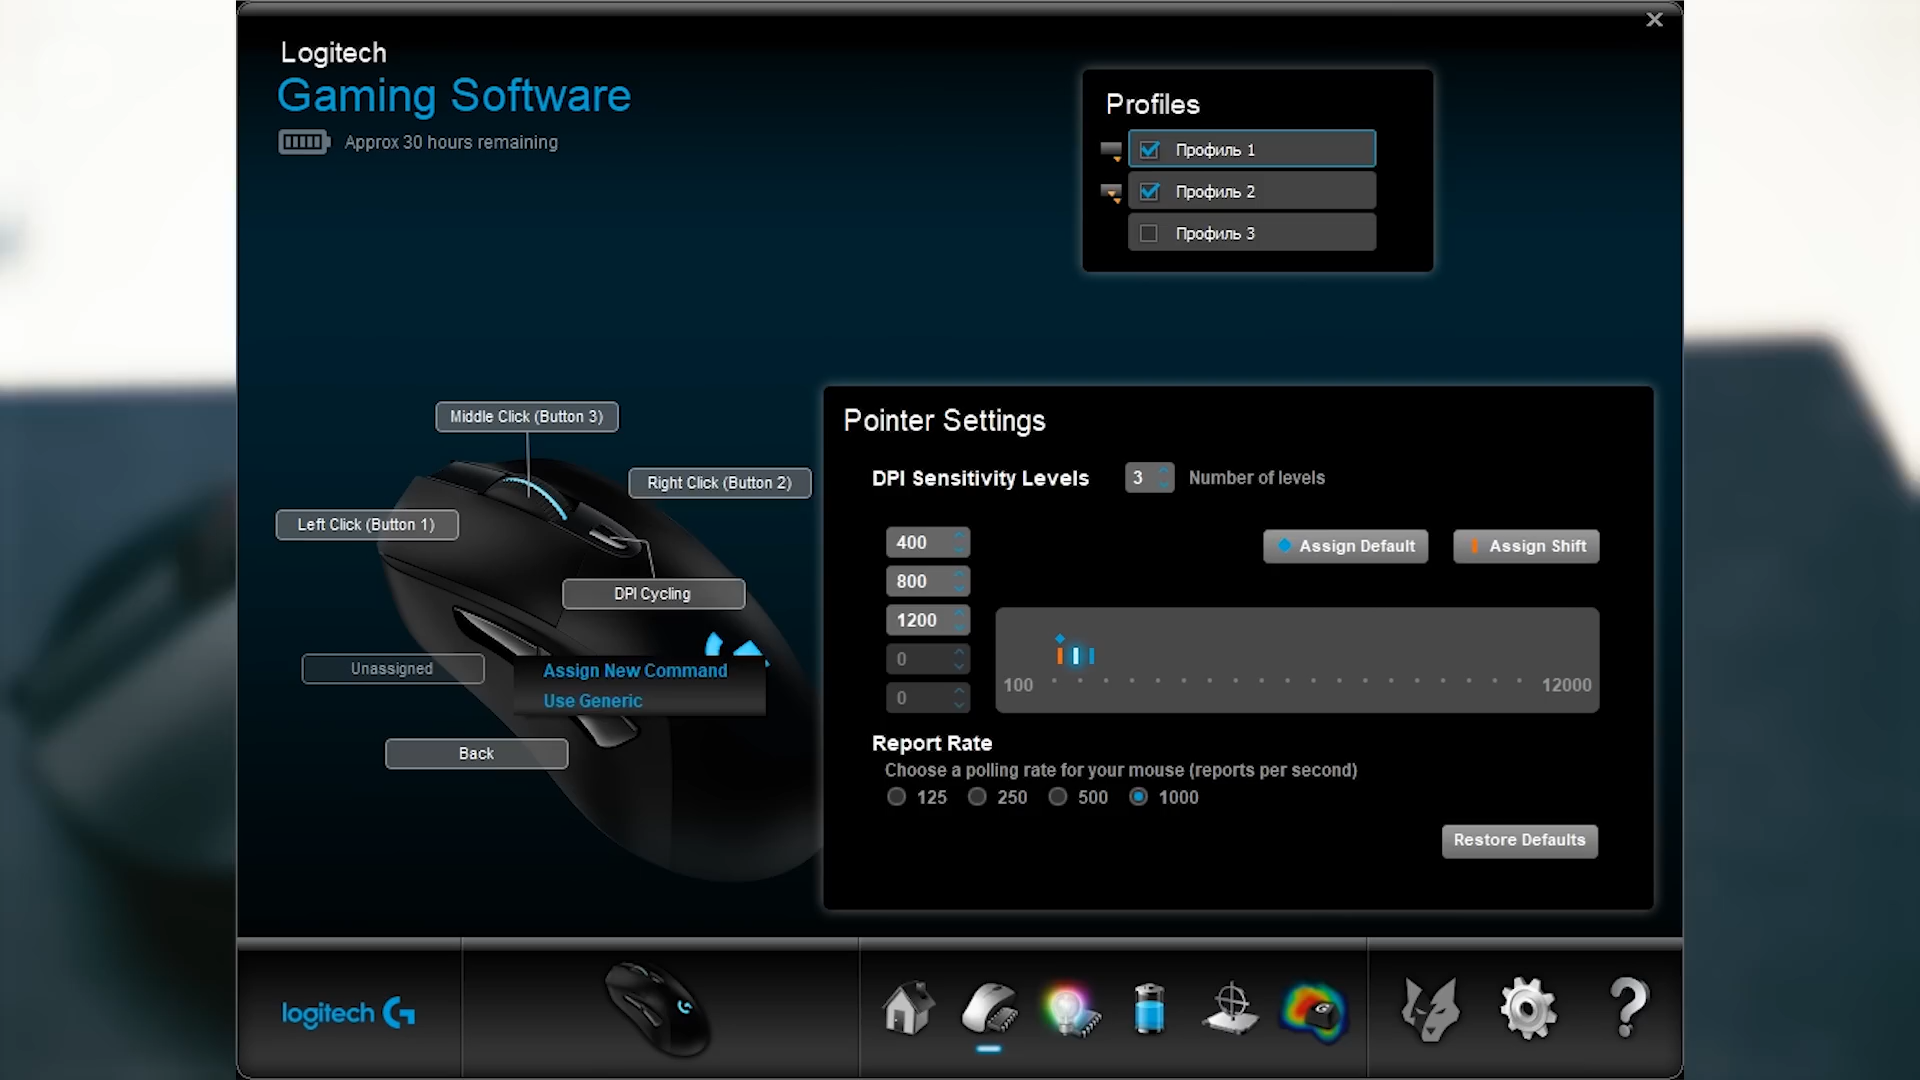 Logitech
Gaming Software
Approx 30 hours remaining
Profiles
Профиль 1
Профиль 2
Профиль 3
Middle Click (Button 3)
Right Click (Button 2)
Left Click (Button 1)
DPI Cycling
Unassigned
Assign New Command
Use Generic
Back
Pointer Settings
DPI Sensitivity Levels
3
Number of levels
400
800
1200
0
0
Assign Default
Assign Shift
100
12000
Report Rate
Choose a polling rate for your mouse (reports per second)
125 250 500 1000
Restore Defaults
logitech G
?